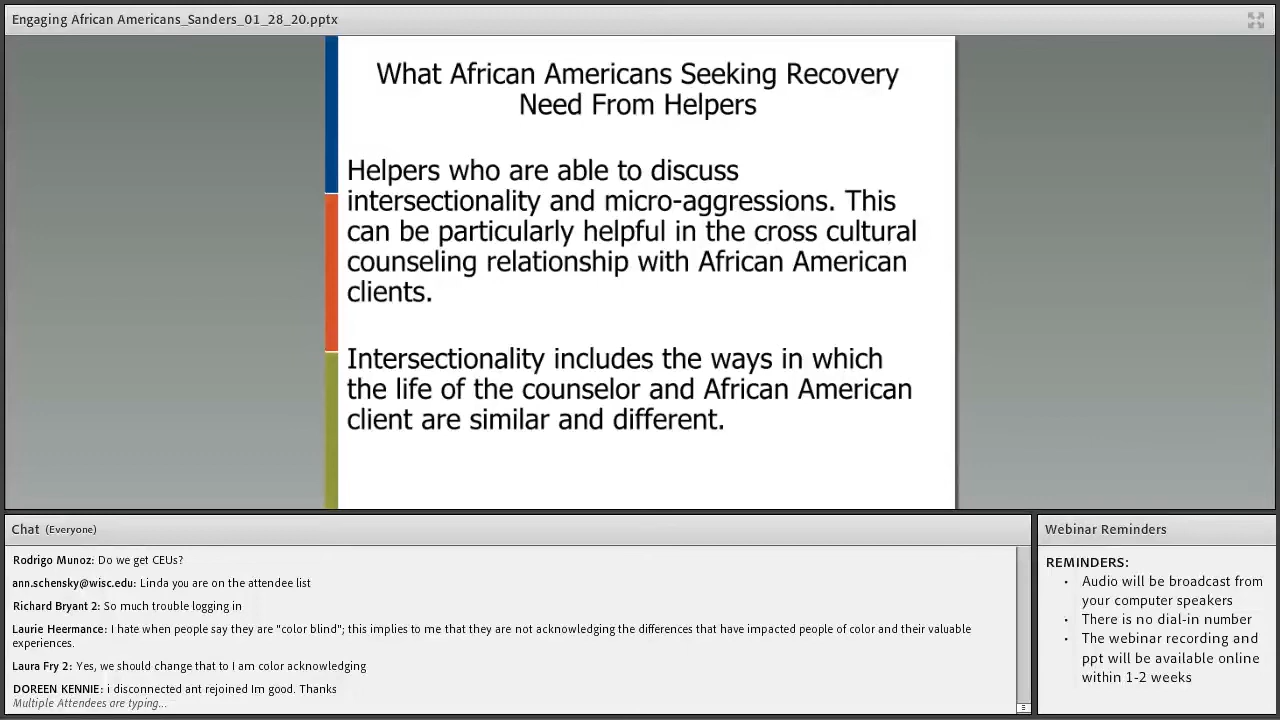 Engaging African Americans_Sanders_01_28_20.pptx
What African Americans Seeking Recovery
Need From Helpers
Helpers who are able to discuss
intersectionality and micro-aggressions. This
can be particularly helpful in the cross cultural
counseling relationship with African American
clients.
Intersectionality includes the ways in which
the life of the counselor and African American
client are similar and different.
Chat (Everyone)
Rodrigo Munoz: Do we get CEUs?
ann.schensky@wisc.edu: Linda you are on the attendee list
Richard Bryant 2: So much trouble logging in
Laurie Heermance: I hate when people say they are "color blind"; this implies to me that they are not acknowledging the differences that have impacted people of color and their valuable
experiences.
Laura Fry 2: Yes, we should change that to I am color acknowledging
DOREEN KENNIE: i disconnected ant rejoined Im good. Thanks
Multiple Attendees are typing...
Webinar Reminders
REMINDERS:
• Audio will be broadcast from
your computer speakers
• There is no dial-in number
• The webinar recording and
ppt will be available online
within 1-2 weeks